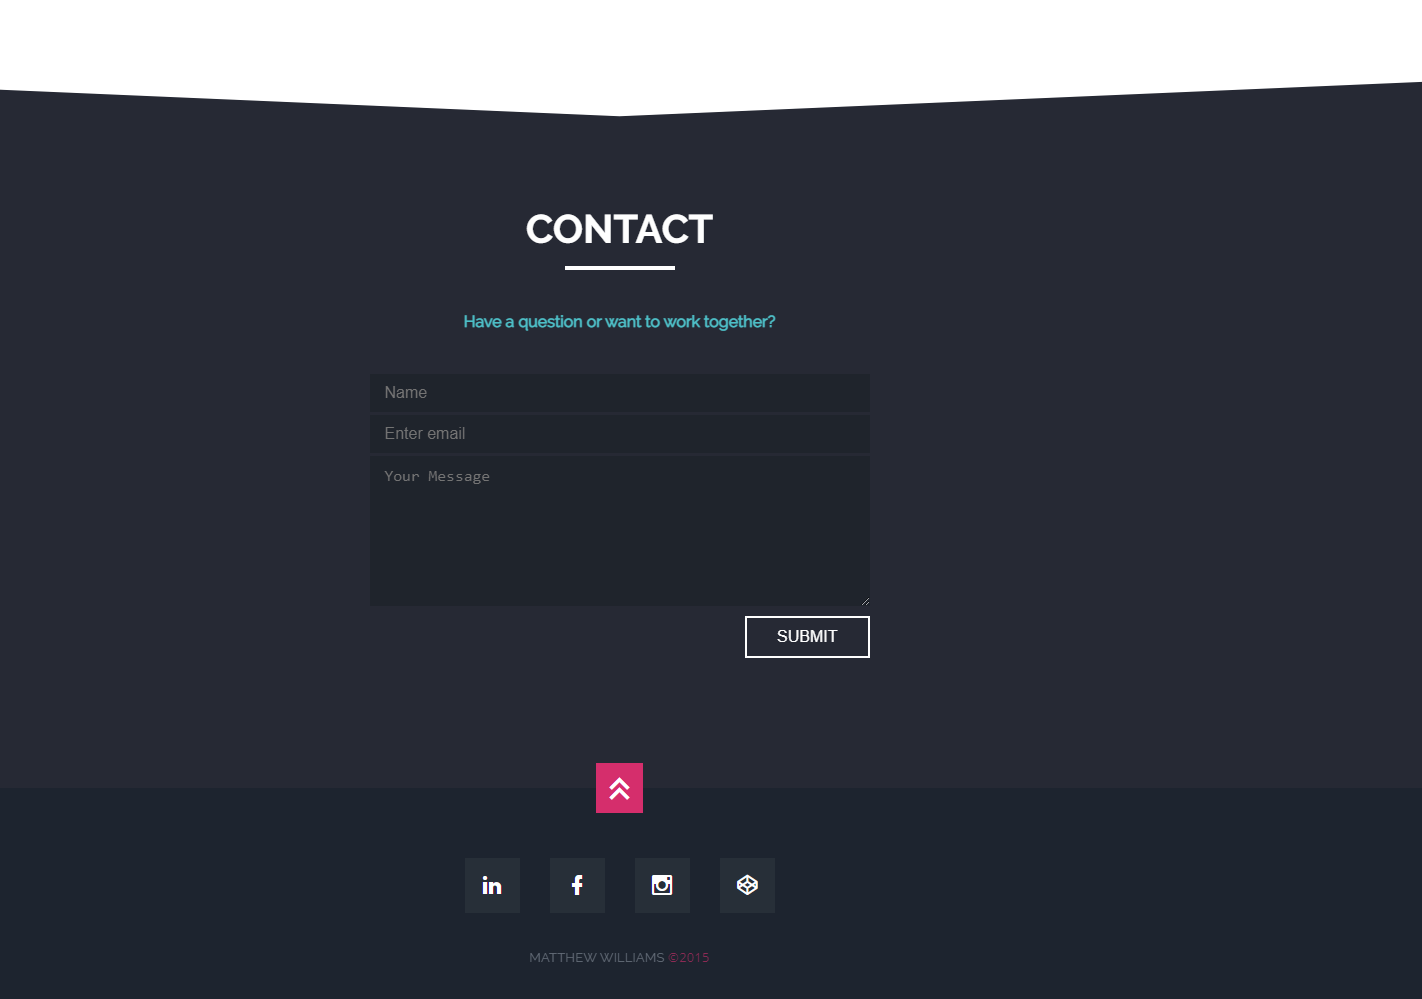 CONTACT
Have a question or want to work together?
Name
Enter email
Your Message
SUBMIT
in
f
MATTHEW WILLIAMS ©2015